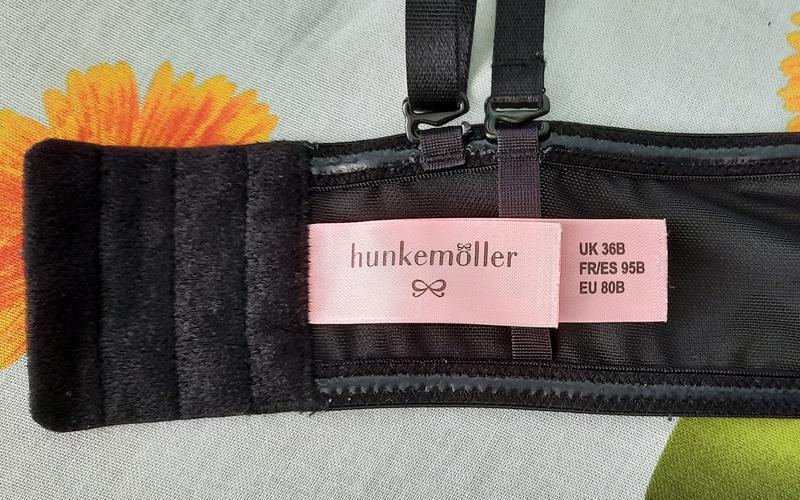 hunkemöller
UK 36B
FR/ES 95B
EU 80B